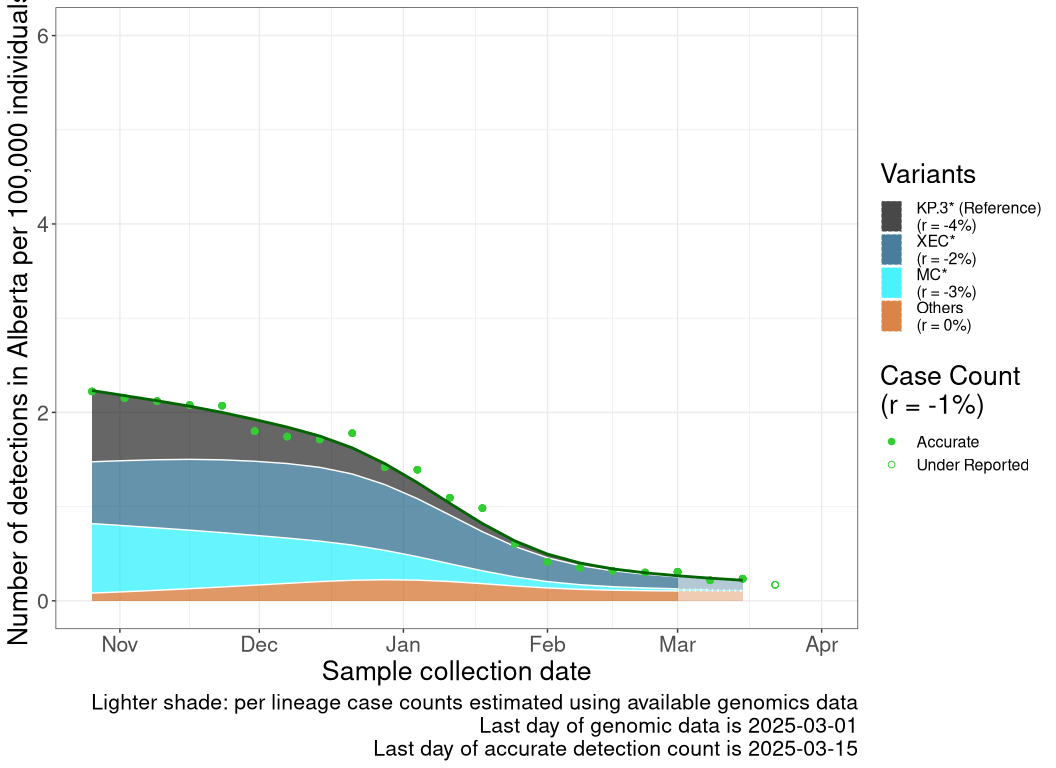 Number of detections in Alberta per 100,000 individuals
6
4
2
0
Nov Dec Jan Feb Mar Apr
Sample collection date
Lighter shade: per lineage case counts estimated using available genomics data
Last day of genomic data is 2025-03-01
Last day of accurate detection count is 2025-03-15
Variants
KP.3* (Reference)
(r = -4%)
XEC*
(r = -2%)
MC*
(r = -3%)
Others
(r = 0%)
Case Count
(r = -1%)
Accurate
Under Reported